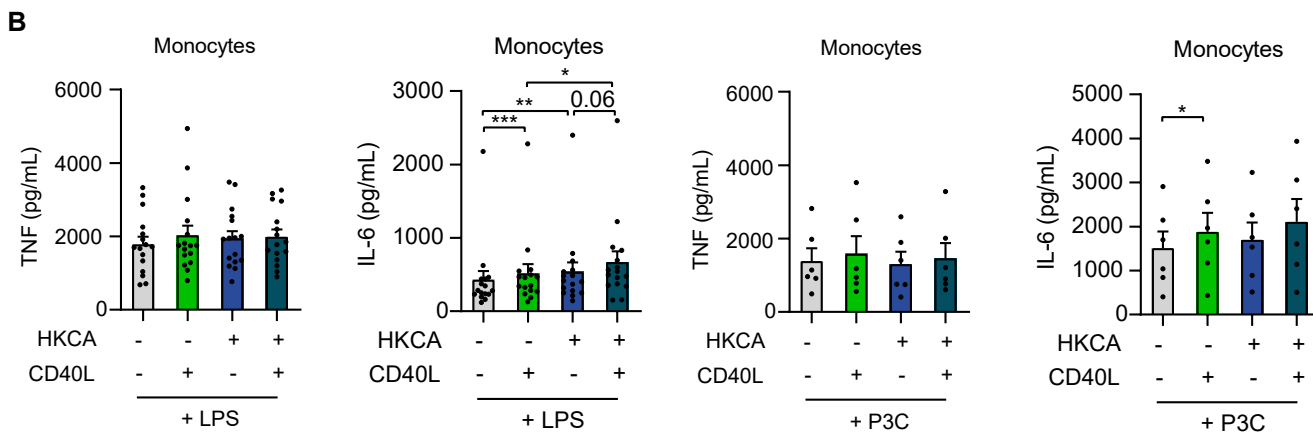 B
Monocytes
TNF (pg/mL)
6000
4000
2000
0
HKCA - - + +
CD40L - + - +
+ LPS
Monocytes
IL-6 (pg/mL)
3000
2000
1000
0
*
** 0.06
***
HKCA - - + +
CD40L - + - +
+ LPS
Monocytes
TNF (pg/mL)
6000
4000
2000
0
HKCA - - + +
CD40L - + - +
+ P3C
Monocytes
IL-6 (pg/mL)
5000
4000
3000
2000
1000
0
*
HKCA - - + +
CD40L - + - +
+ P3C